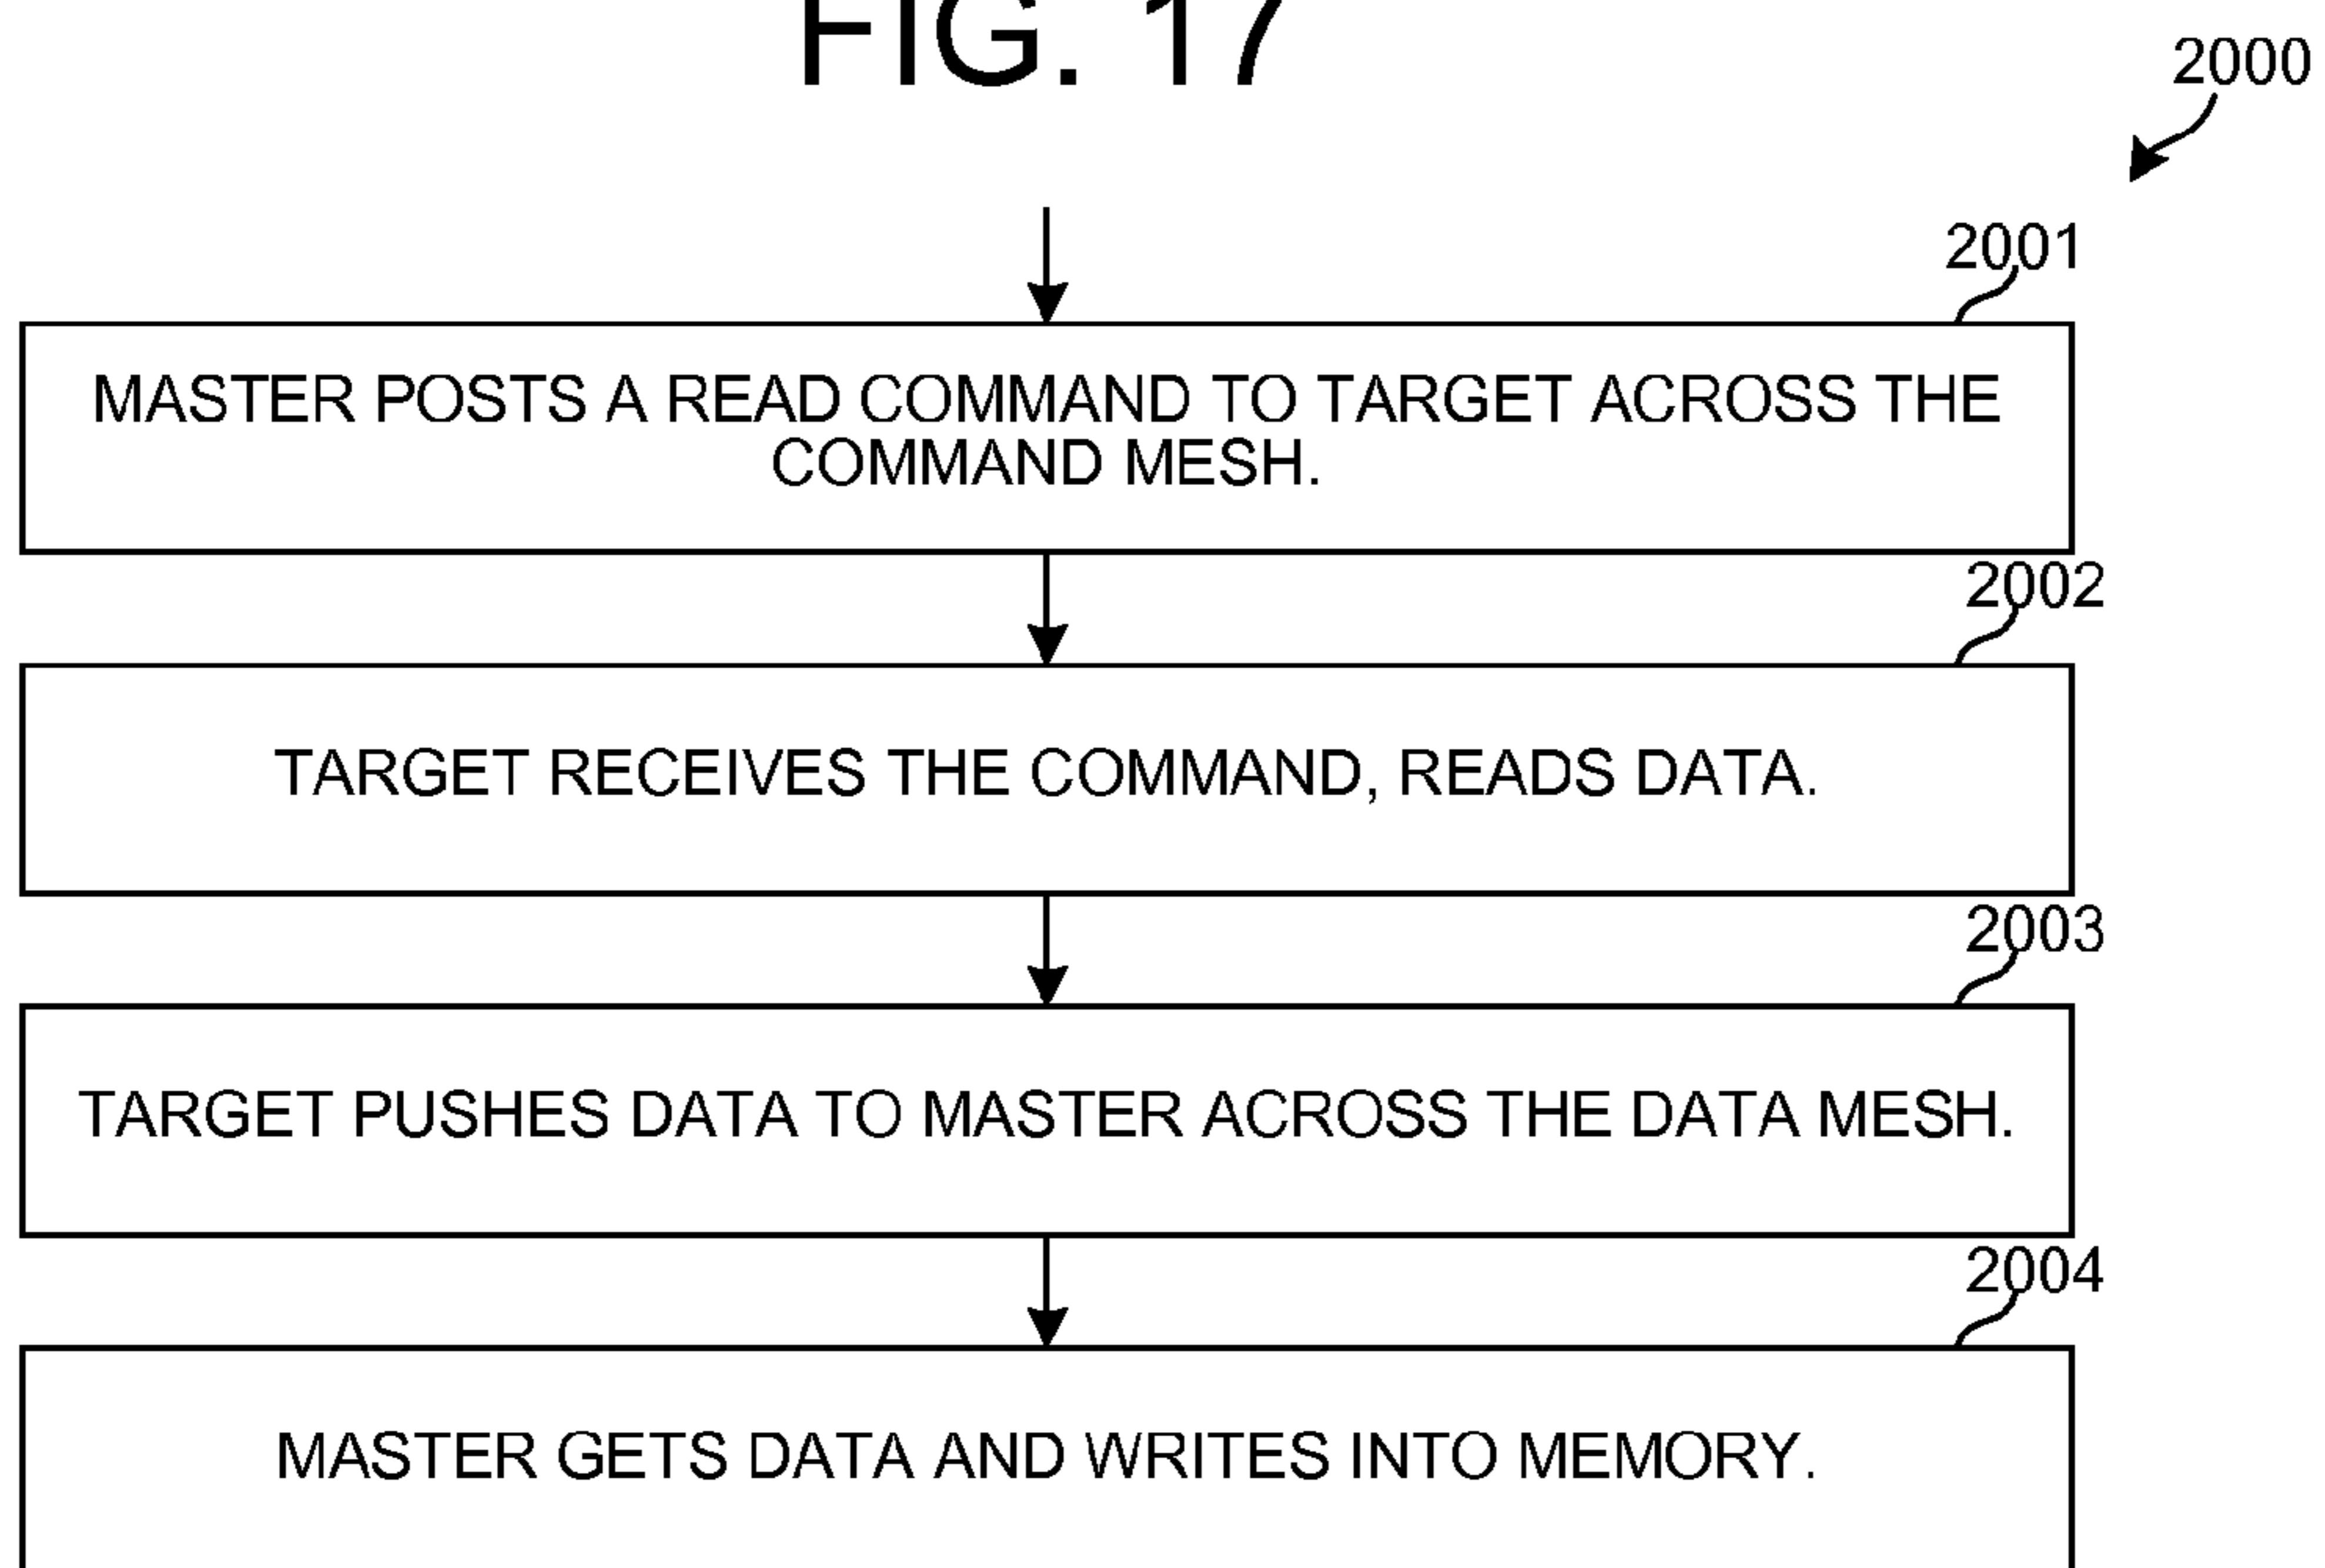 FIG. 17
2000
2001
MASTER POSTS A READ COMMAND TO TARGET ACROSS THE
COMMAND MESH.
2002
TARGET RECEIVES THE COMMAND, READS DATA.
2003
TARGET PUSHES DATA TO MASTER ACROSS THE DATA MESH.
2004
MASTER GETS DATA AND WRITES INTO MEMORY.